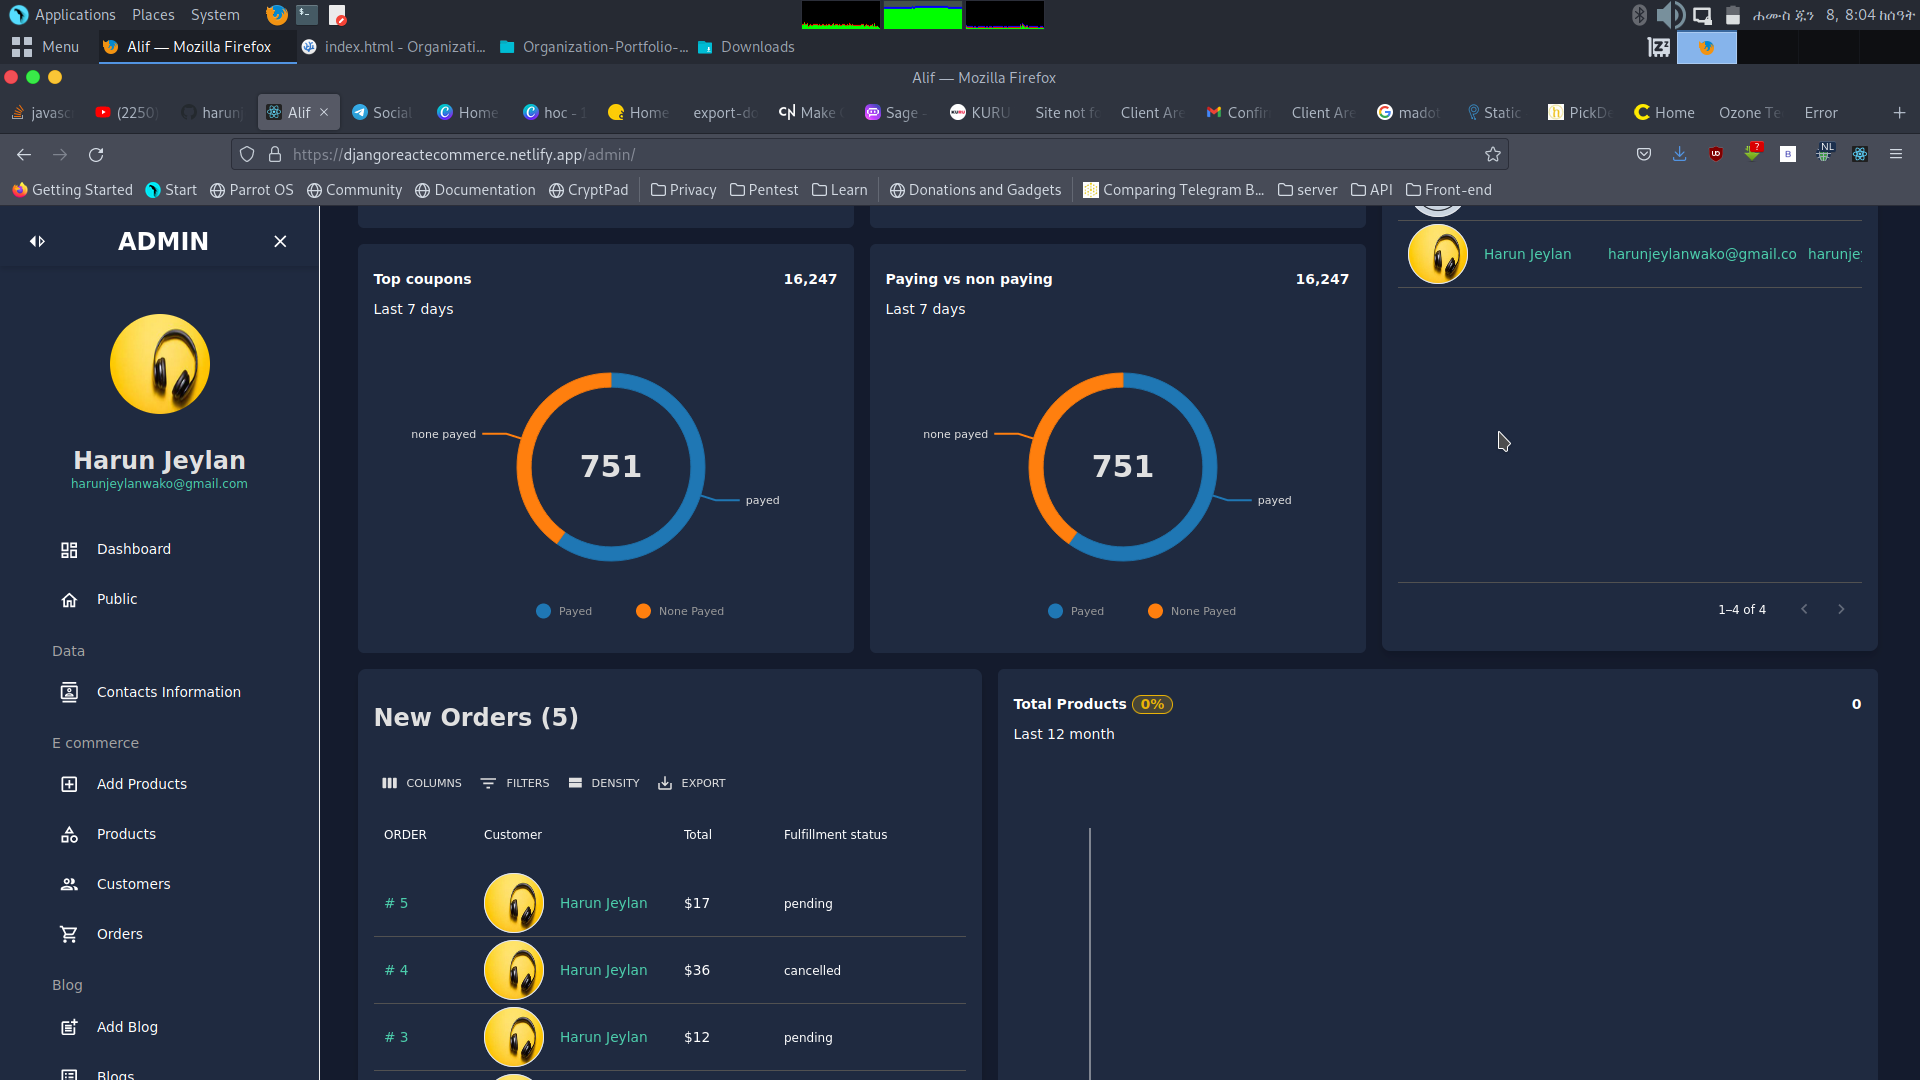 Applications Places System
ሐሙስ ጁን 8, 8:04 ከሰዓት
Menu Alif — Mozilla Firefox index.html - Organizati... Organization-Portfolio-... Downloads
Alif — Mozilla Firefox
javasc (2250) harunj Alif Social Home hoc - 1 Home export-do Make Sage - KURU Site not fo Client Are Confir Client Are madot Static PickDe Home Ozone Te Error
https://djangoreactecommerce.netlify.app/admin/
Getting Started Start Parrot OS Community Documentation CryptPad Privacy Pentest Learn Donations and Gadgets Comparing Telegram B... server API Front-end
ADMIN
Harun Jeylan
harunjeylanwako@gmail.com
Dashboard
Public
Data
Contacts Information
E commerce
Add Products
Products
Customers
Orders
Blog
Add Blog
Blogs
Top coupons 16,247
Last 7 days
none payed
751
payed
Payed None Payed
Paying vs non paying 16,247
Last 7 days
none payed
751
payed
Payed None Payed
Harun Jeylan harunjeylanwako@gmail.co harunje
1–4 of 4
New Orders (5)
COLUMNS FILTERS DENSITY EXPORT
ORDER Customer Total Fulfillment status
# 5 Harun Jeylan $17 pending
# 4 Harun Jeylan $36 cancelled
# 3 Harun Jeylan $12 pending
Total Products 0% 0
Last 12 month